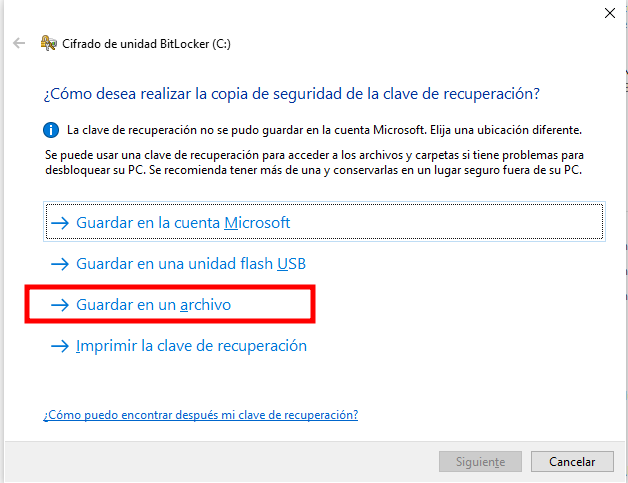 Cifrado de unidad BitLocker (C:)
¿Cómo desea realizar la copia de seguridad de la clave de recuperación?
La clave de recuperación no se pudo guardar en la cuenta Microsoft. Elija una ubicación diferente.
Se puede usar una clave de recuperación para acceder a los archivos y carpetas si tiene problemas para
desbloquear su PC. Se recomienda tener más de una y conservarlas en un lugar seguro fuera de su PC.
Guardar en la cuenta Microsoft
Guardar en una unidad flash USB
Guardar en un archivo
Imprimir la clave de recuperación
¿Cómo puedo encontrar después mi clave de recuperación?
Siguiente
Cancelar